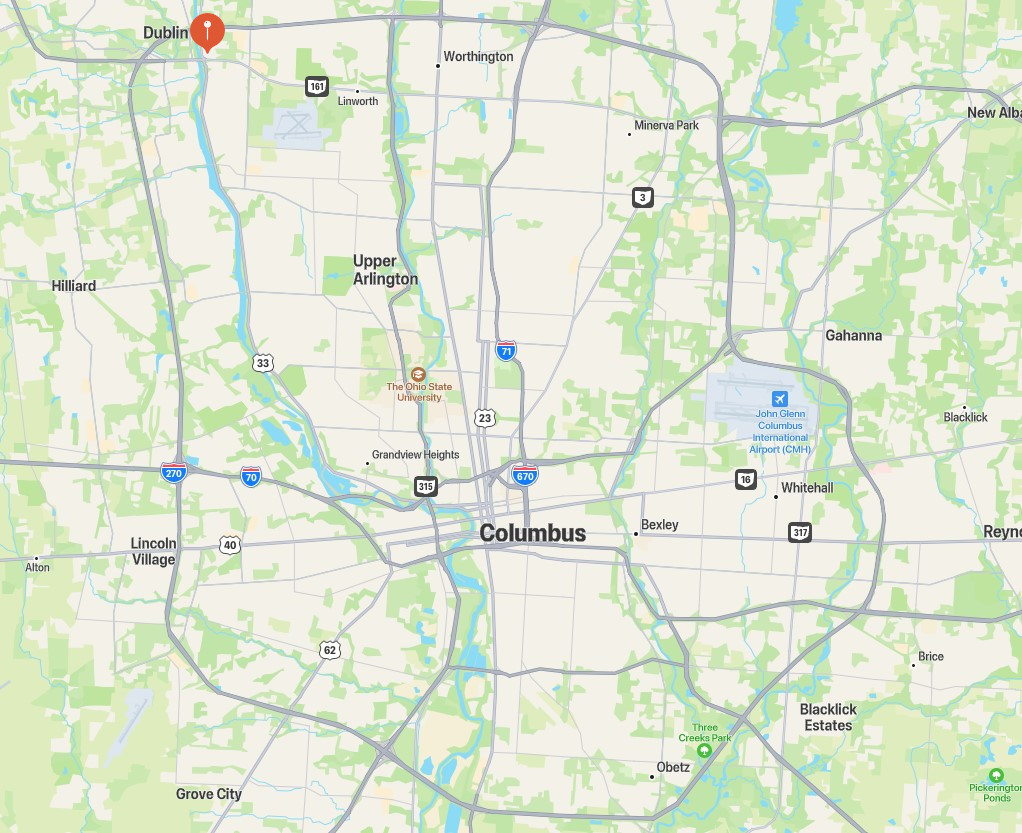 Dublin
Worthington
161
Linworth
New Alba
Minerva Park
3
Upper
Arlington
Hilliard
Gahanna
71
33
The Ohio State
University
John Glenn
Columbus
International
Airport (CMH)
23
Blacklick
Grandview Heights
270
70
670
16
315
Whitehall
Columbus
Bexley
317
Reyno
40
Lincoln
Village
Alton
62
Brice
Blacklick
Estates
Three
Creeks Park
Obetz
Pickerington
Ponds
Grove City